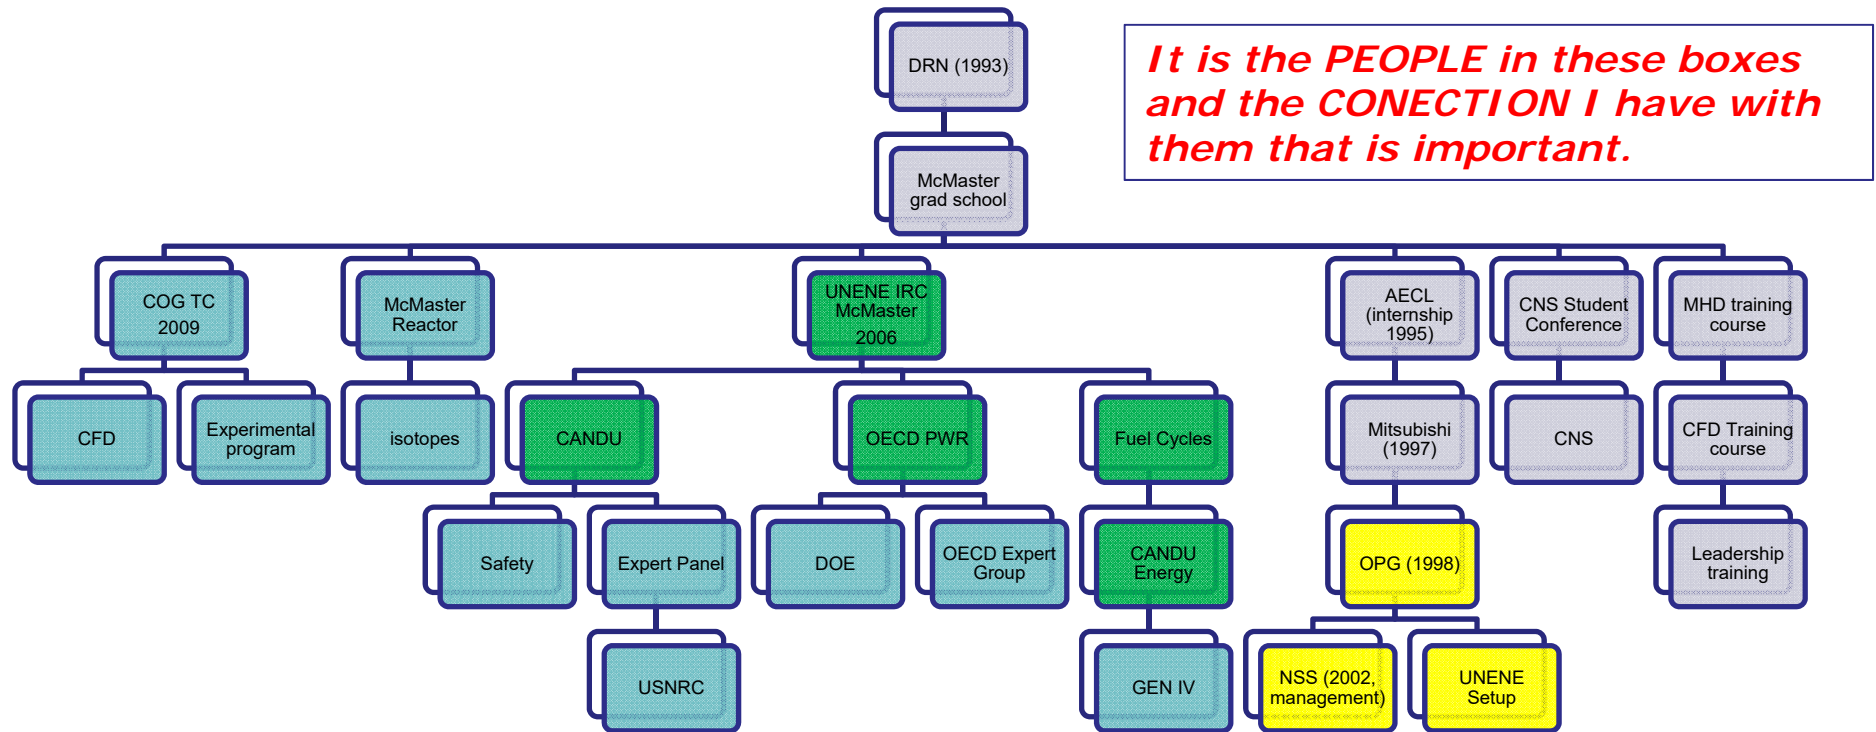 DRN (1993)
It is the PEOPLE in these boxes
and the CONECTION I have with
them that is important.
McMaster
grad school
COG TC
2009
McMaster
Reactor
UNENE IRC
McMaster
2006
AECL
(internship
1995)
CNS Student
Conference
MHD training
course
CFD
Experimental
program
isotopes
CANDU
OECD PWR
Fuel Cycles
Mitsubishi
(1997)
CNS
CFD Training
course
Safety
Expert Panel
DOE
OECD Expert
Group
CANDU
Energy
OPG (1998)
Leadership
training
USNRC
GEN IV
NSS (2002,
management)
UNENE
Setup